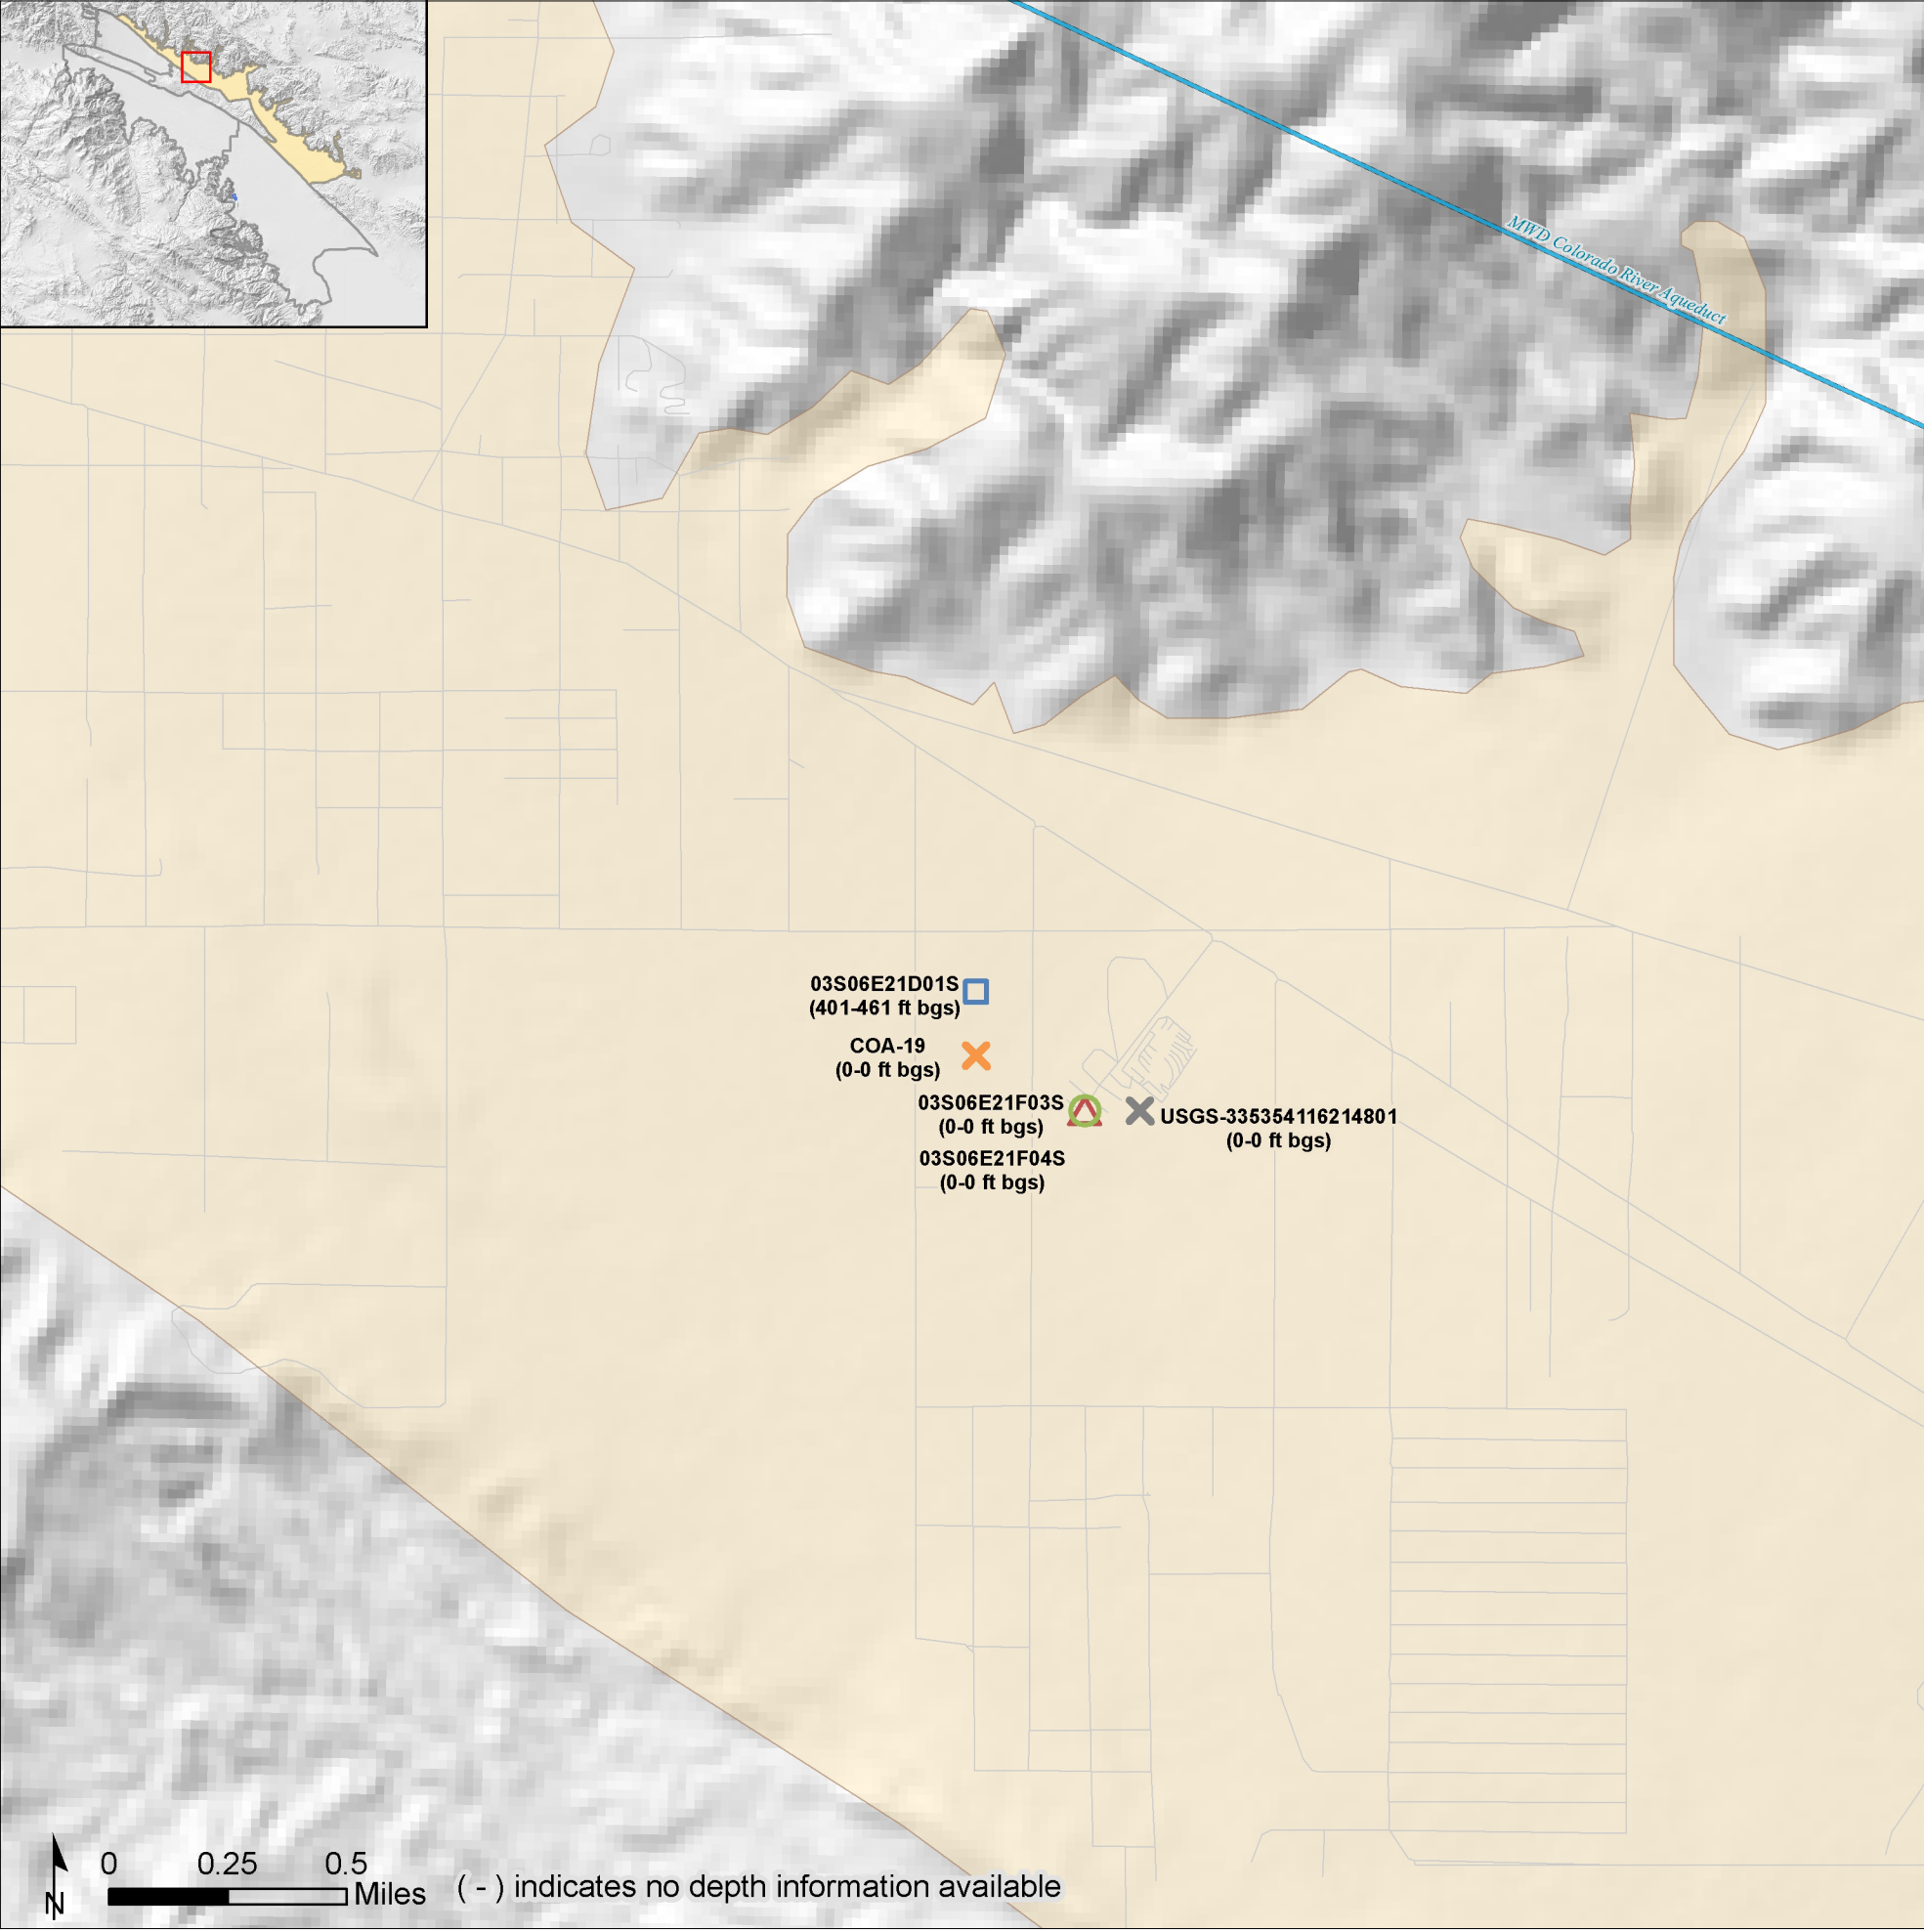 MWD Colorado River Aqueduct
03S06E21D01S
(401-461 ft bgs)
COA-19
(0-0 ft bgs)
03S06E21F03S
(0-0 ft bgs)
USGS-335354116214801
(0-0 ft bgs)
03S06E21F04S
(0-0 ft bgs)
N
0 0.25 0.5
Miles
( - ) indicates no depth information available